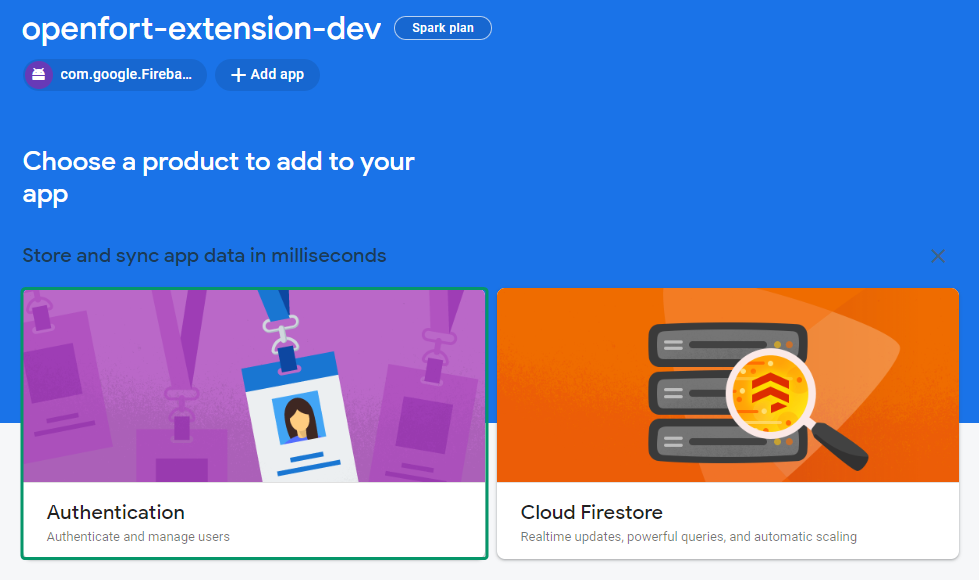 openfort-extension-dev
Spark plan
com.google.Fireba...
+ Add app
Choose a product to add to your
app
Store and sync app data in milliseconds
Authentication
Authenticate and manage users
Cloud Firestore
Realtime updates, powerful queries, and automatic scaling